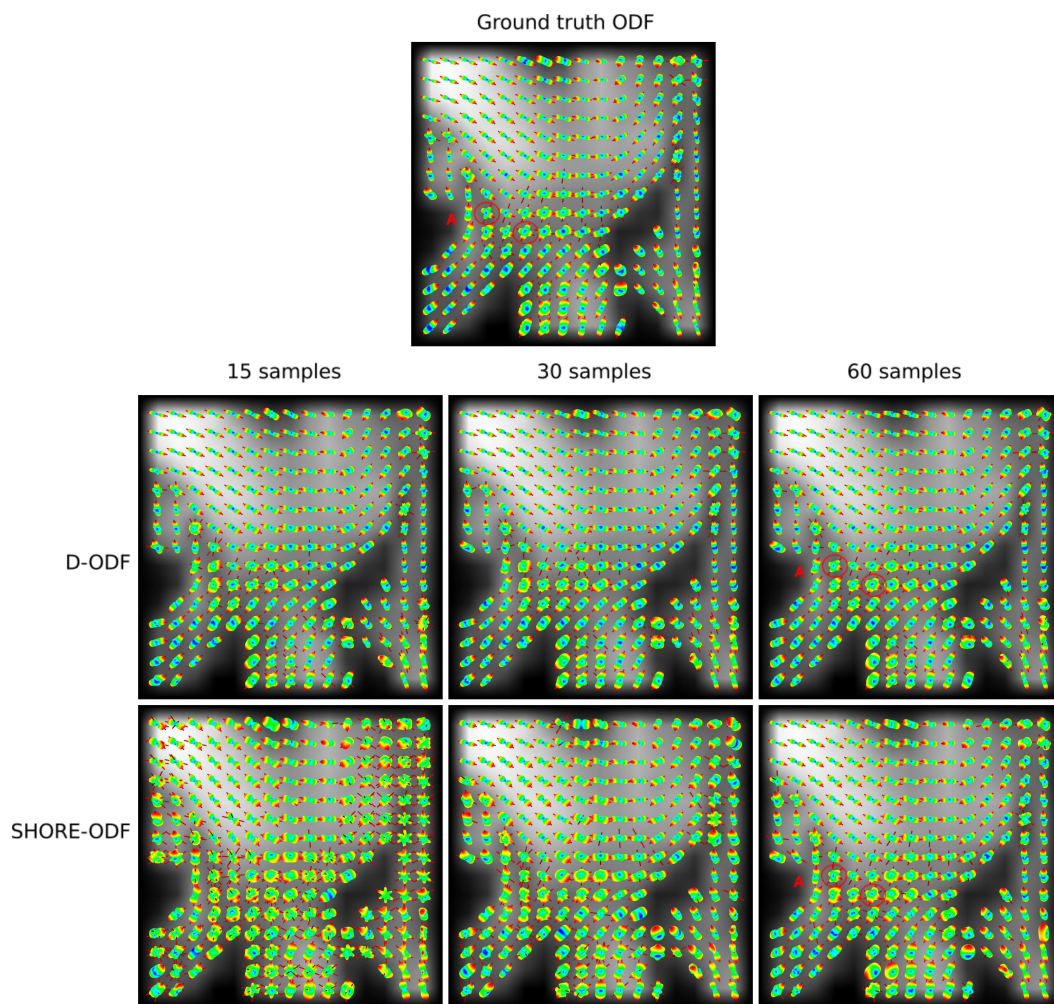 Ground truth ODF
A
15 samples
30 samples
60 samples
D-ODF
A
SHORE-ODF
A